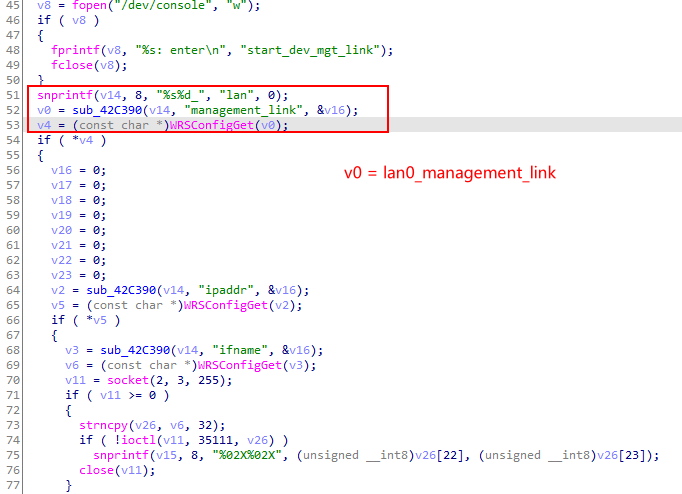 45 v8 = fopen("/dev/console", "w");
46 if ( v8 )
47 {
48 fprintf(v8, "%s: enter\n", "start_dev_mgt_link");
49 fclose(v8);
50 }
51 snprintf(v14, 8, "%s%d_", "lan", 0);
52 v0 = sub_42C390(v14, "management_link", &v16);
53 v4 = (const char *)WRSConfigGet(v0);
54 if ( *v4 )
55 {
56 v16 = 0;
v0 = lan0_management_link
57 v17 = 0;
58 v18 = 0;
59 v19 = 0;
60 v20 = 0;
61 v21 = 0;
62 v22 = 0;
63 v23 = 0;
64 v2 = sub_42C390(v14, "ipaddr", &v16);
65 v5 = (const char *)WRSConfigGet(v2);
66 if ( *v5 )
67 {
68 v3 = sub_42C390(v14, "ifname", &v16);
69 v6 = (const char *)WRSConfigGet(v3);
70 v11 = socket(2, 3, 255);
71 if ( v11 >= 0 )
72 {
73 strncpy(v26, v6, 32);
74 if ( !ioctl(v11, 35111, v26) )
75 snprintf(v15, 8, "%02X%02X", (unsigned __int8)v26[22], (unsigned __int8)v26[23]);
76 close(v11);
77 }